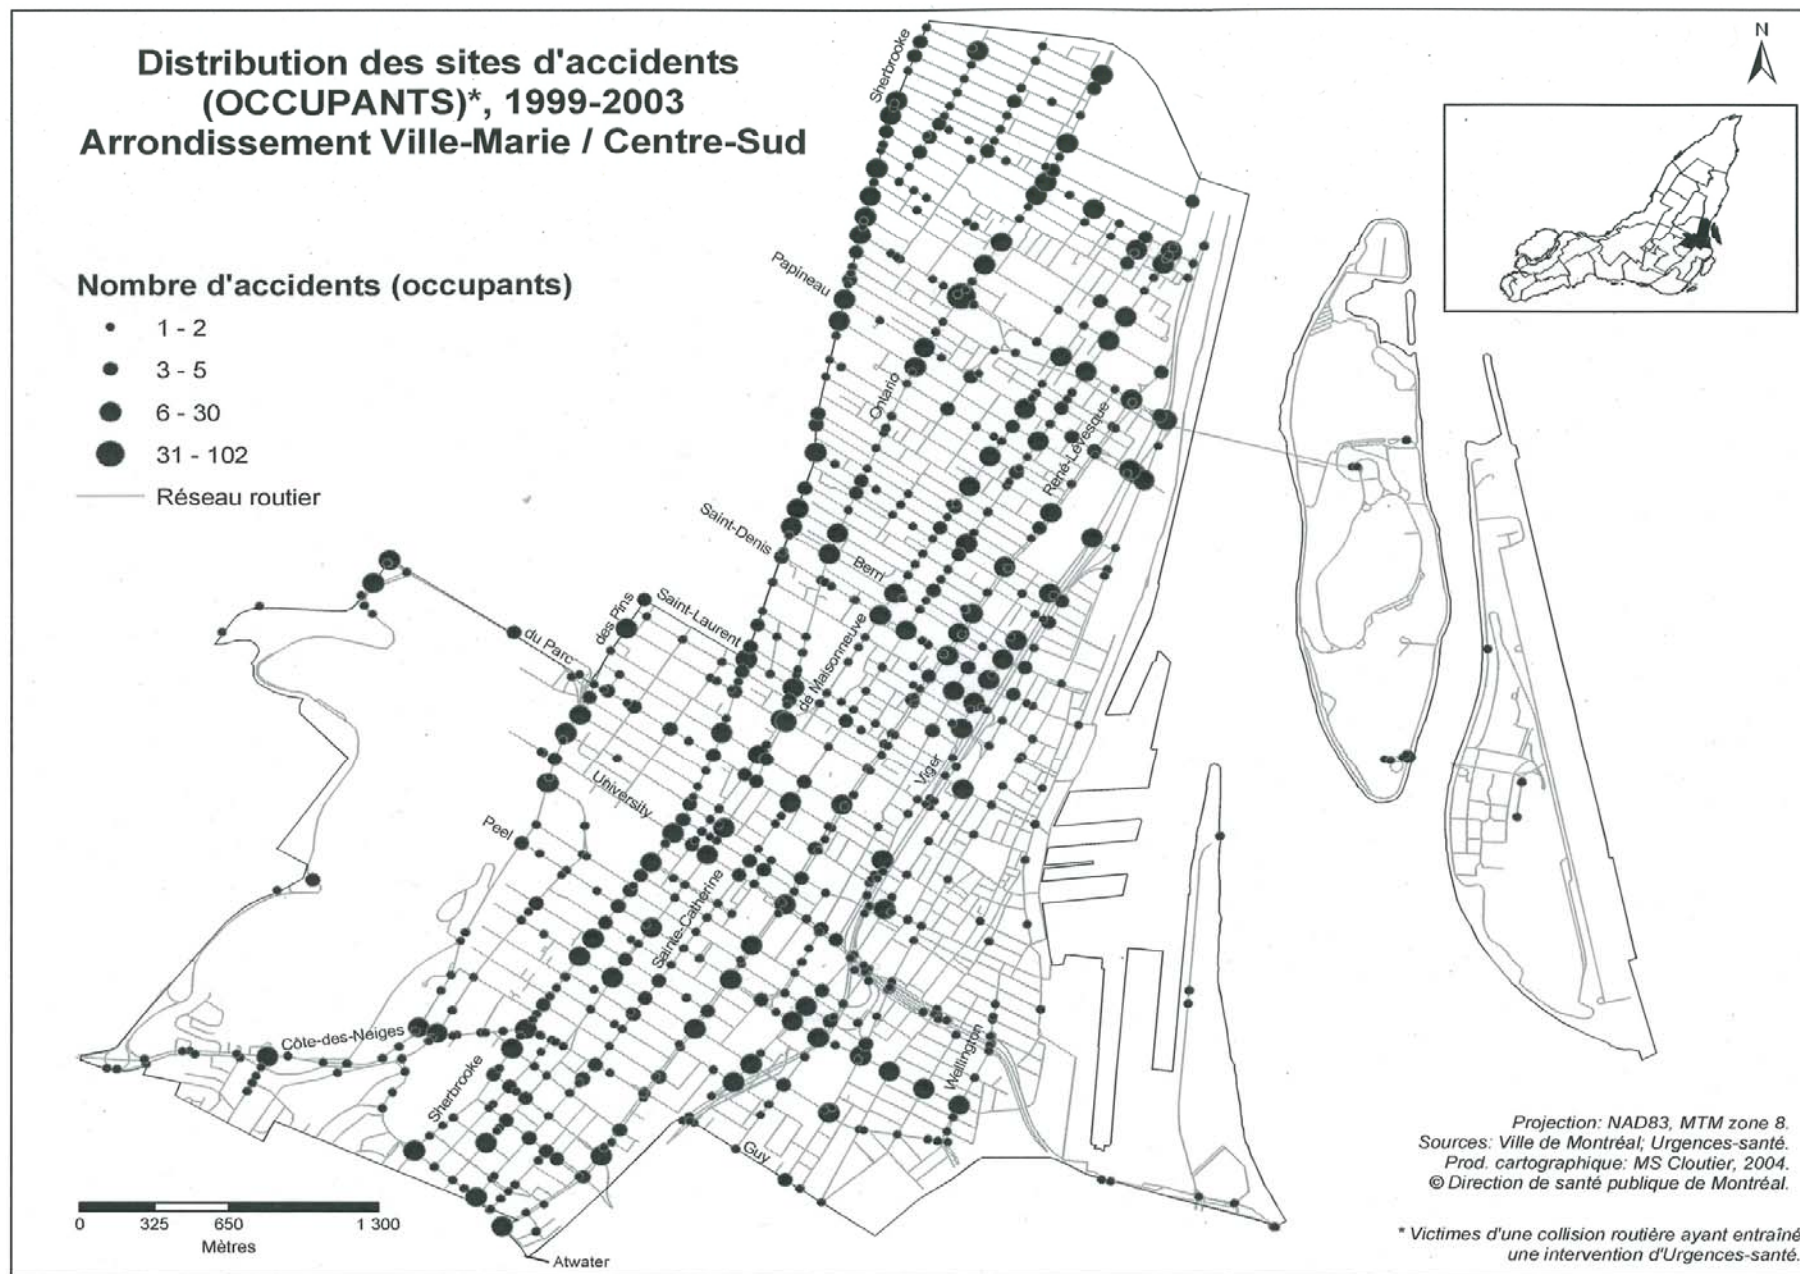 Distribution des sites d'accidents
(OCCUPANTS)*, 1999-2003
Arrondissement Ville-Marie / Centre-Sud
N
Nombre d'accidents (occupants)
1 - 2
3 - 5
6 - 30
31 - 102
Réseau routier
Sherbrooke
Papineau
Ontario
René-Lévesque
Saint-Denis
Berri
des Pins
Saint-Laurent
de Maisonneuve
du Parc
Viger
University
Peel
Sainte-Catherine
Côte-des-Neiges
Sherbrooke
Wellington
Guy
Atwater
0 325 650 1 300
Mètres
Projection: NAD83, MTM zone 8.
Sources: Ville de Montréal; Urgences-santé.
Prod. cartographique: MS Cloutier, 2004.
© Direction de santé publique de Montréal.
* Victimes d'une collision routière ayant entraîné
une intervention d'Urgences-santé.